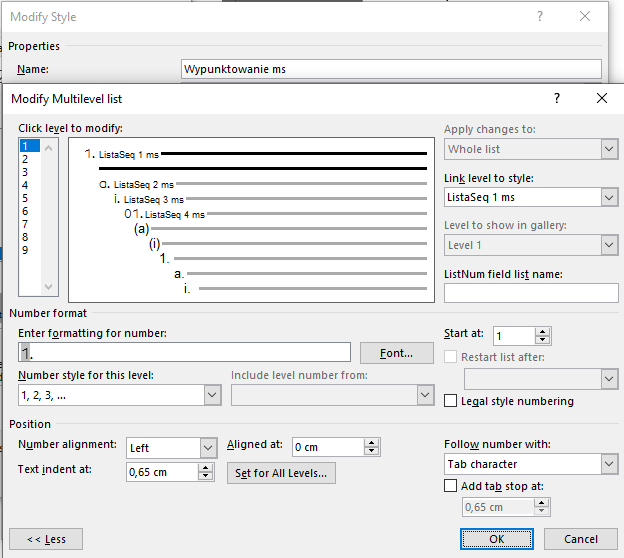 Modify Style ? ×
Properties
Name: Wypunktowanie ms
Modify Multilevel list ? ×
Click level to modify:
1
2
3
4
5
6
7
8
9
1. ListaSeq 1 ms
a. ListaSeq 2 ms
i. ListaSeq 3 ms
01. ListaSeq 4 ms
(a)
(i)
1.
a.
i.
Apply changes to:
Whole list
Link level to style:
ListaSeq 1 ms
Level to show in gallery:
Level 1
ListNum field list name:
Number format
Enter formatting for number:
1.
Font...
Number style for this level:
1, 2, 3, ...
Include level number from:
Start at: 1
Restart list after:
Legal style numbering
Position
Number alignment: Left
Aligned at: 0 cm
Text indent at: 0,65 cm
Set for All Levels...
Follow number with:
Tab character
Add tab stop at:
0,65 cm
<< Less
OK
Cancel